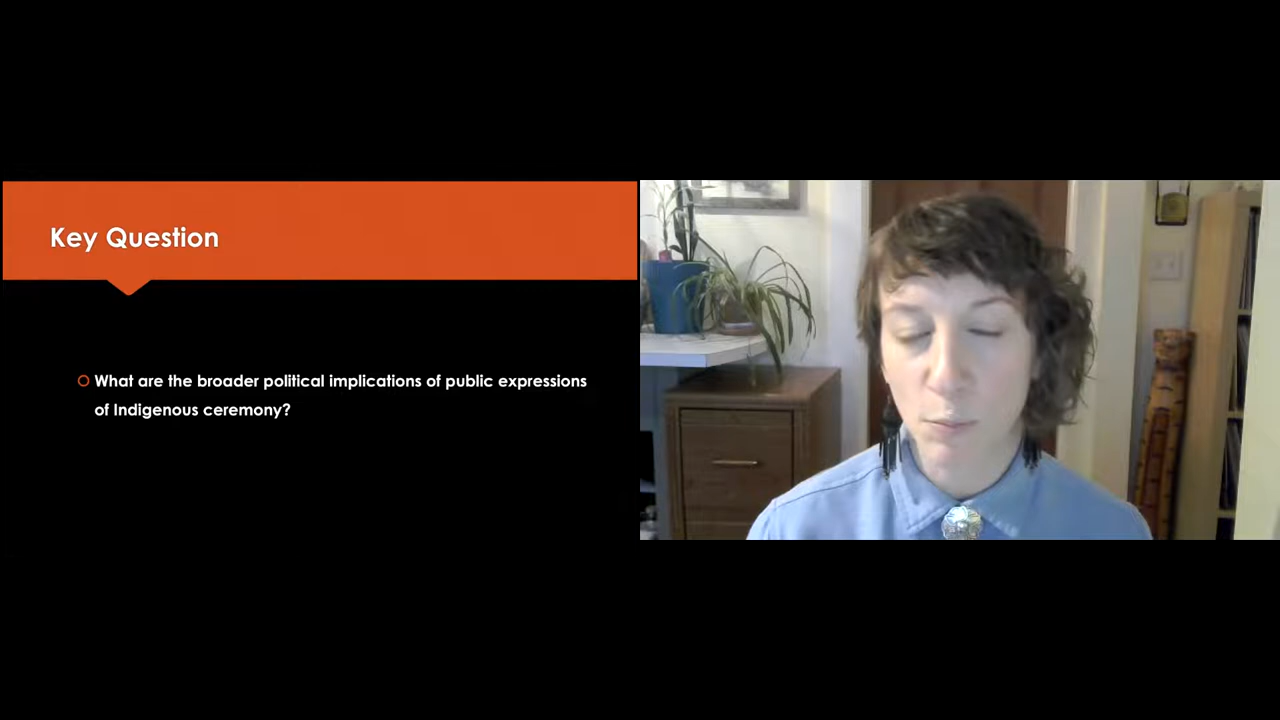 Key Question
What are the broader political implications of public expressions
of Indigenous ceremony?